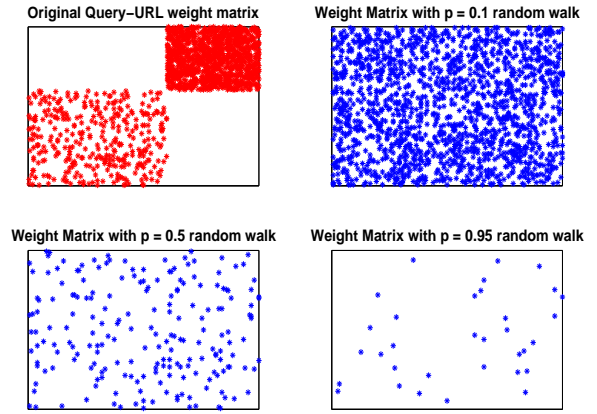 Original Query−URL weight matrix
Weight Matrix with p = 0.1 random walk
Weight Matrix with p = 0.5 random walk
Weight Matrix with p = 0.95 random walk